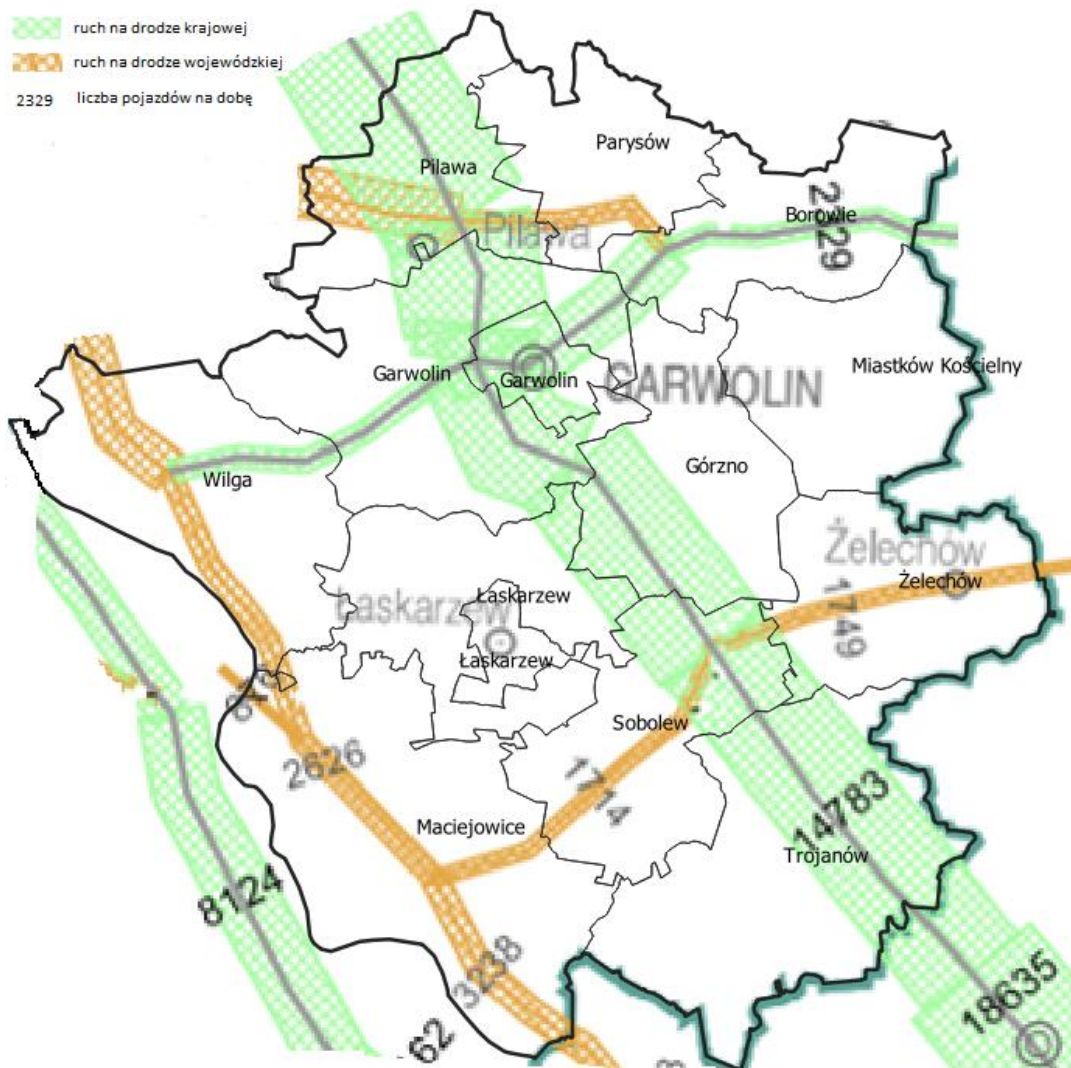 ruch na drodze krajowej
ruch na drodze wojewódzkiej
2329 liczba pojazdów na dobę
Parysów
Pilawa
Borowie
2329
Pilawa
Miastków Kościelny
Garwolin
Garwolin
GARWOLIN
Wilga
Górzno
Żelechów
Żelechów
1749
Łaskarzew
Łaskarzew
Łaskarzew
Sobolew
2626
1714
14783
Maciejowice
Trojanów
8124
3238
18635
62